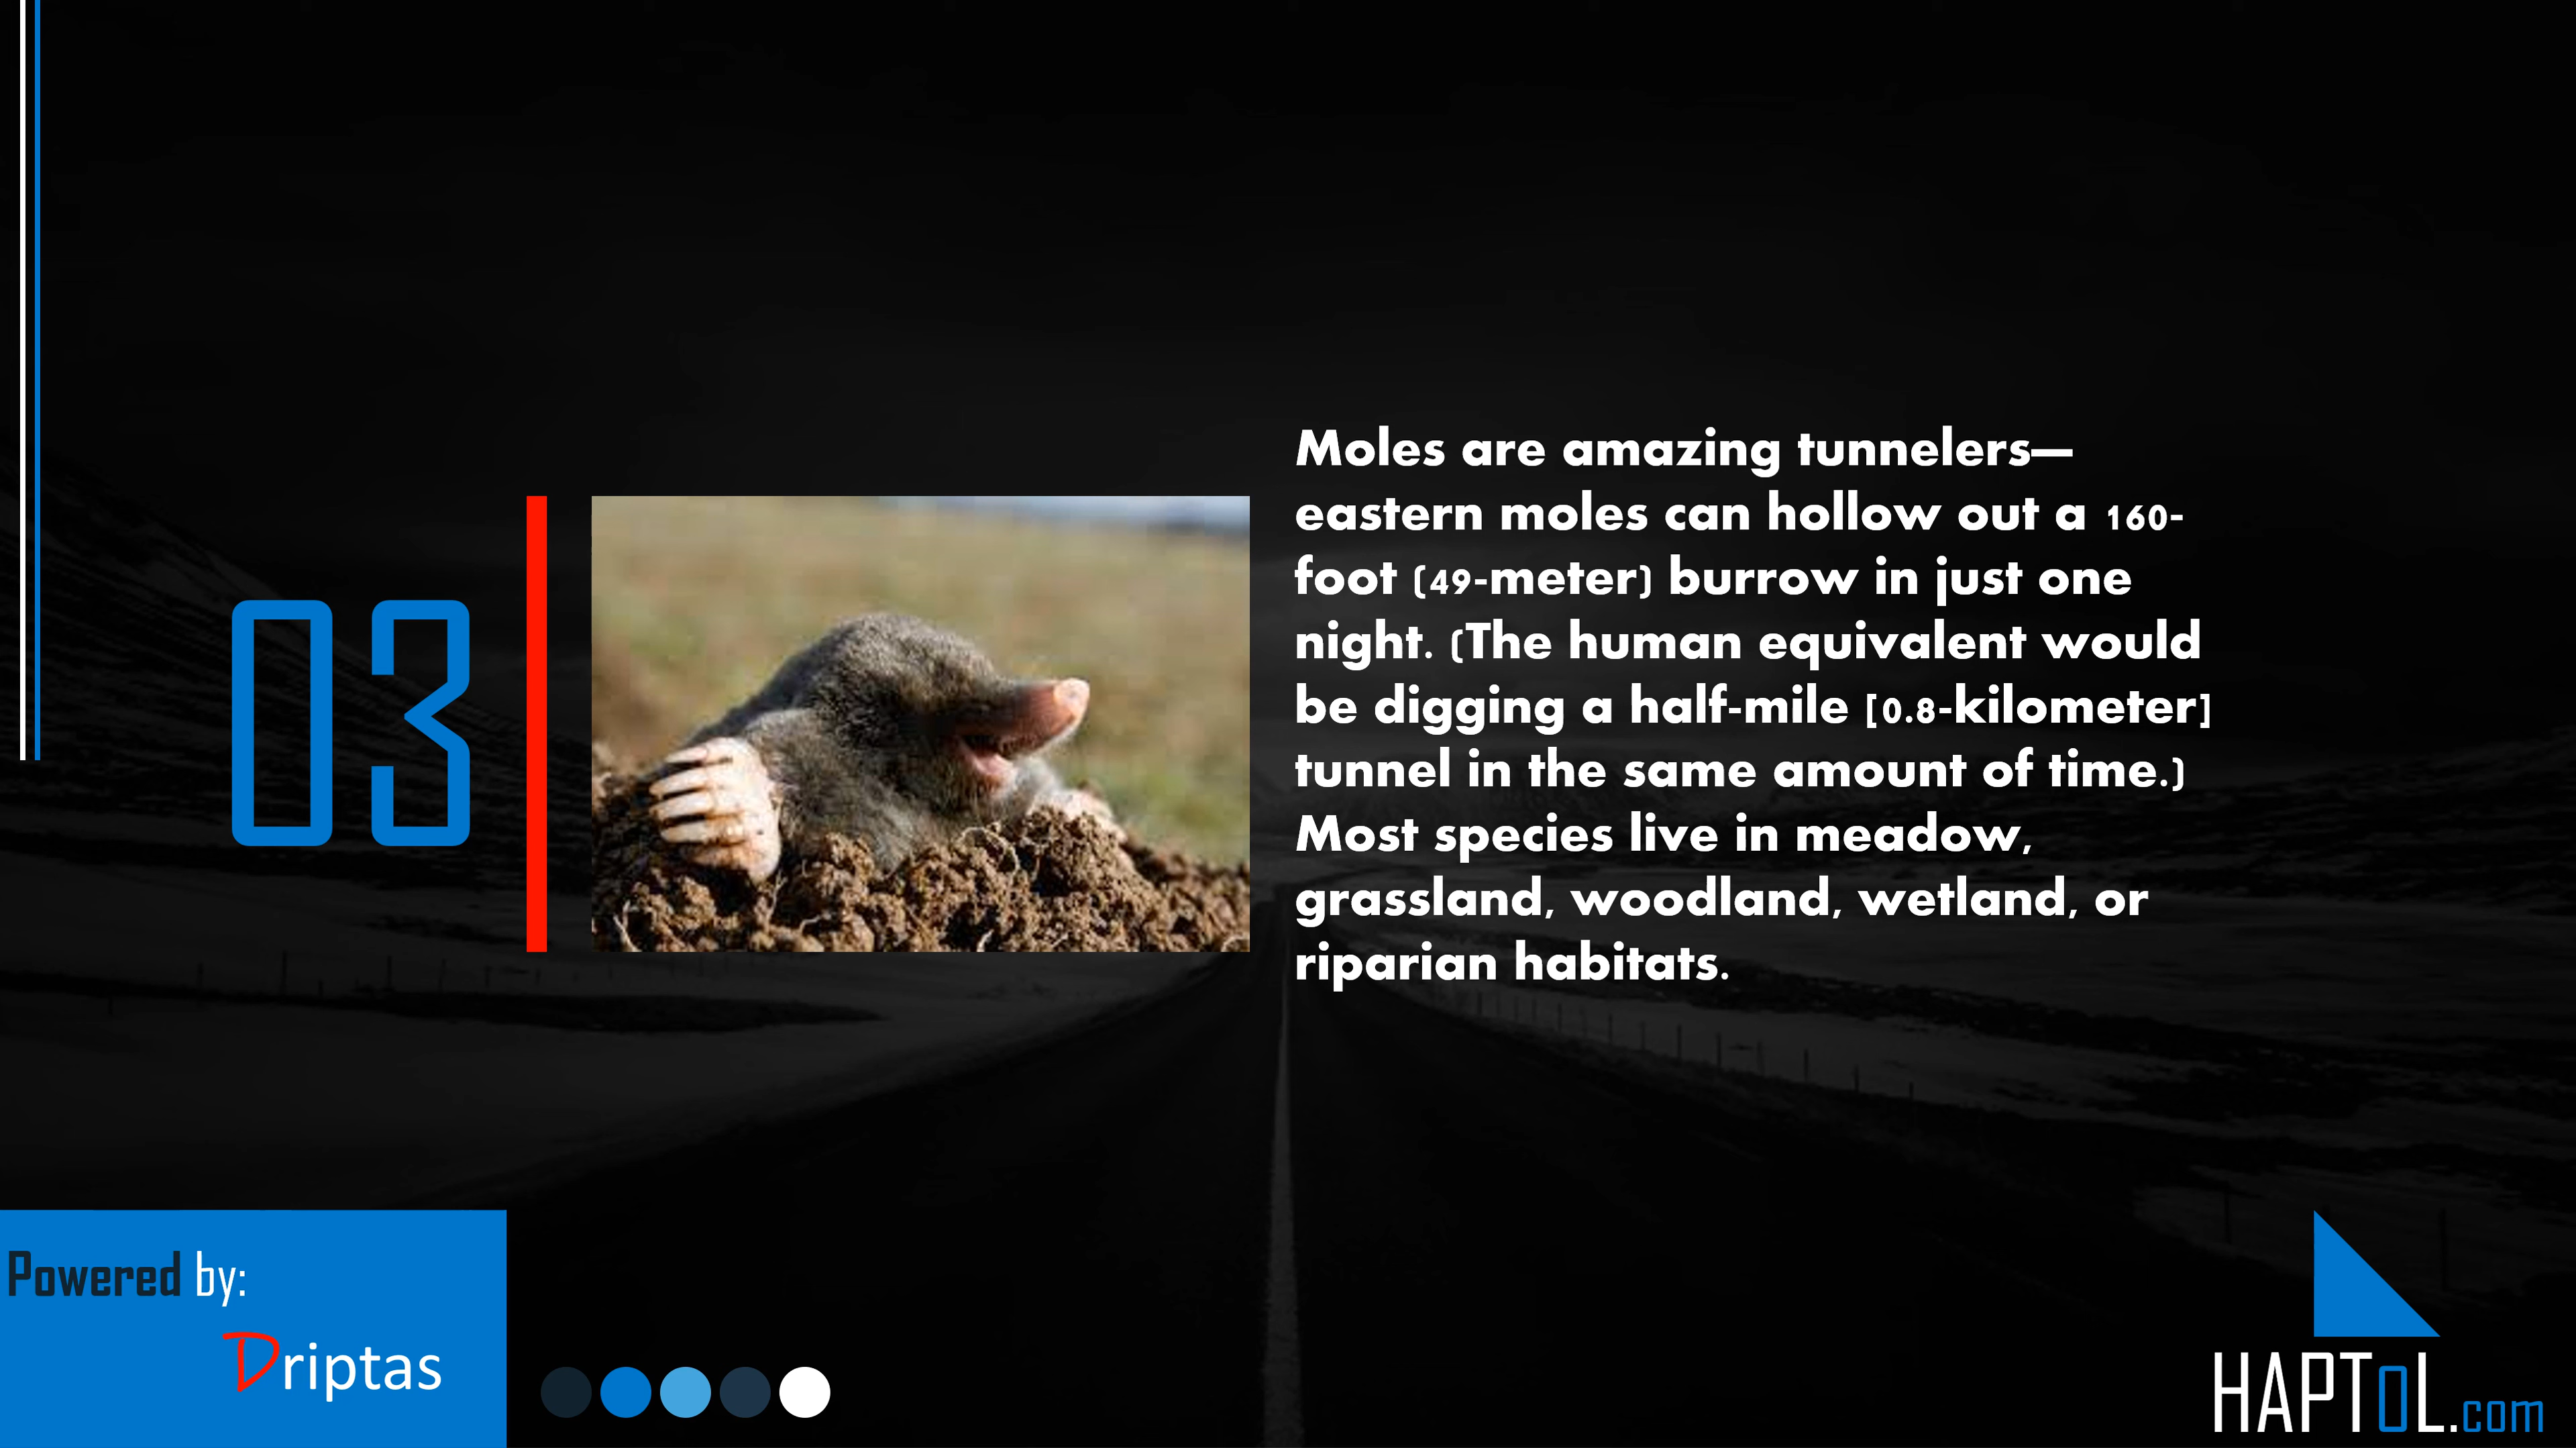 03
Moles are amazing tunnelers—
eastern moles can hollow out a 160-
foot (49-meter) burrow in just one
night. (The human equivalent would
be digging a half-mile [0.8-kilometer]
tunnel in the same amount of time.)
Most species live in meadow,
grassland, woodland, wetland, or
riparian habitats.
Powered by:
Driptas
HAPToL.com